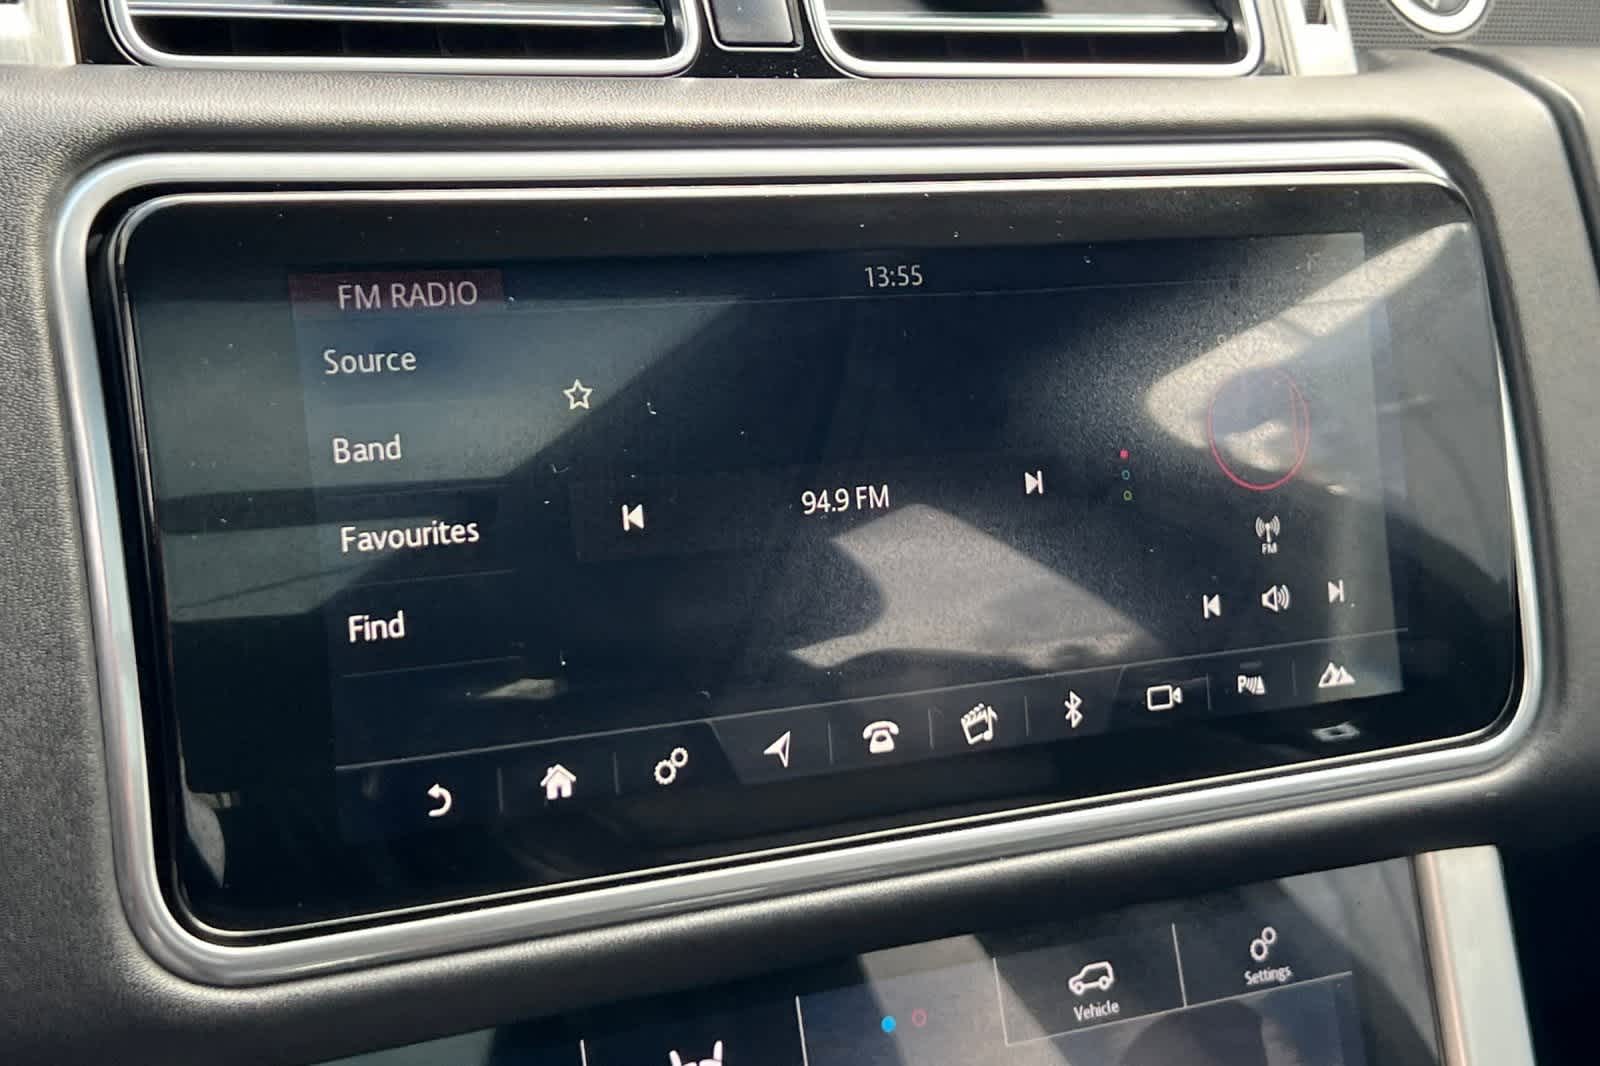 FM RADIO
13:55
Source
Band
Favourites
94.9 FM
FM
Find
Vehicle
Settings